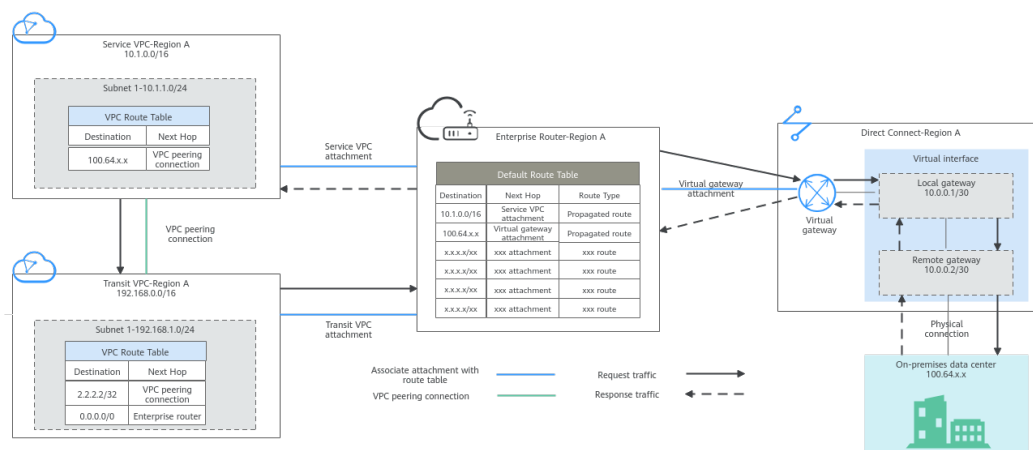 Service VPC-Region A
10.1.0.0/16
Subnet 1-10.1.1.0/24
VPC Route Table
Destination Next Hop
100.64.x.x VPC peering connection
VPC peering
connection
Transit VPC-Region A
192.168.0.0/16
Subnet 1-192.168.1.0/24
VPC Route Table
Destination Next Hop
2.2.2.2/32 VPC peering connection
0.0.0.0/0 Enterprise router
Service VPC
attachment
Transit VPC
attachment
Enterprise Router-Region A
Default Route Table
Destination Next Hop Route Type
10.1.0.0/16 Service VPC attachment Propagated route
100.64.x.x Virtual gateway attachment Propagated route
x.x.x.x/xx xxx attachment xxx route
x.x.x.x/xx xxx attachment xxx route
x.x.x.x/xx xxx attachment xxx route
x.x.x.x/xx xxx attachment xxx route
Virtual gateway
attachment
Virtual
gateway
Direct Connect-Region A
Virtual interface
Local gateway
10.0.0.1/30
Remote gateway
10.0.0.2/30
Physical
connection
On-premises data center
100.64.x.x
Associate attachment with
route table
VPC peering connection
Request traffic
Response traffic